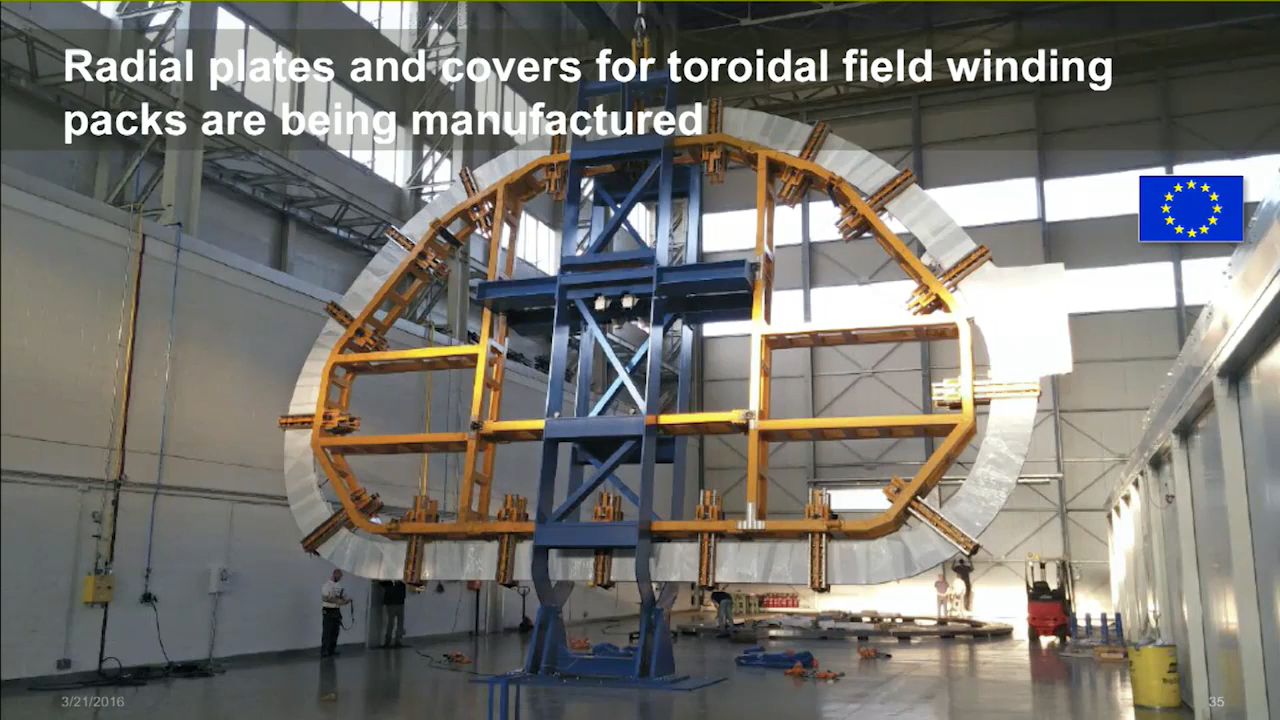 Radial plates and covers for toroidal field winding
packs are being manufactured
3/21/2016
35